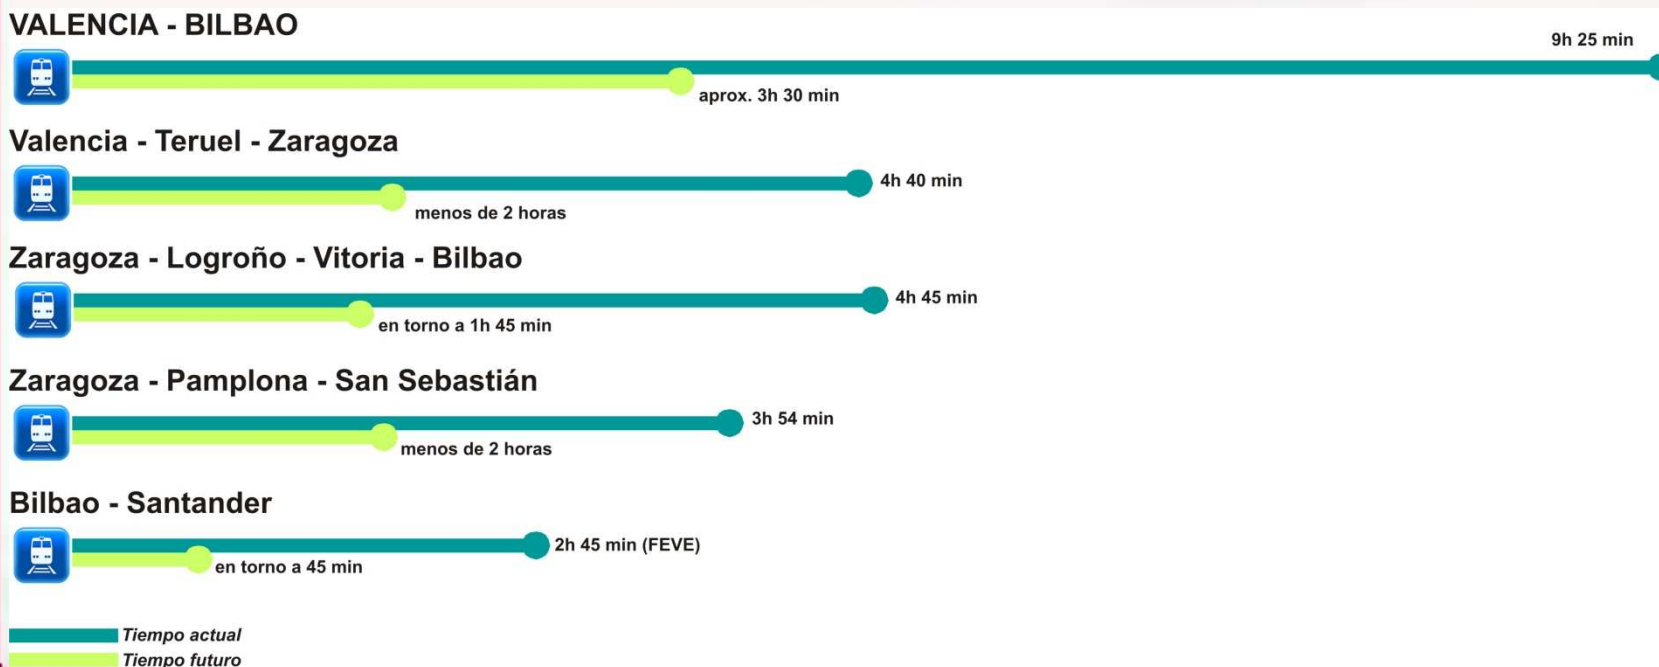 VALENCIA - BILBAO
9h 25 min
aprox. 3h 30 min
Valencia - Teruel - Zaragoza
4h 40 min
menos de 2 horas
Zaragoza - Logroño - Vitoria - Bilbao
4h 45 min
en torno a 1h 45 min
Zaragoza - Pamplona - San Sebastián
3h 54 min
menos de 2 horas
Bilbao - Santander
2h 45 min (FEVE)
en torno a 45 min
Tiempo actual
Tiempo futuro